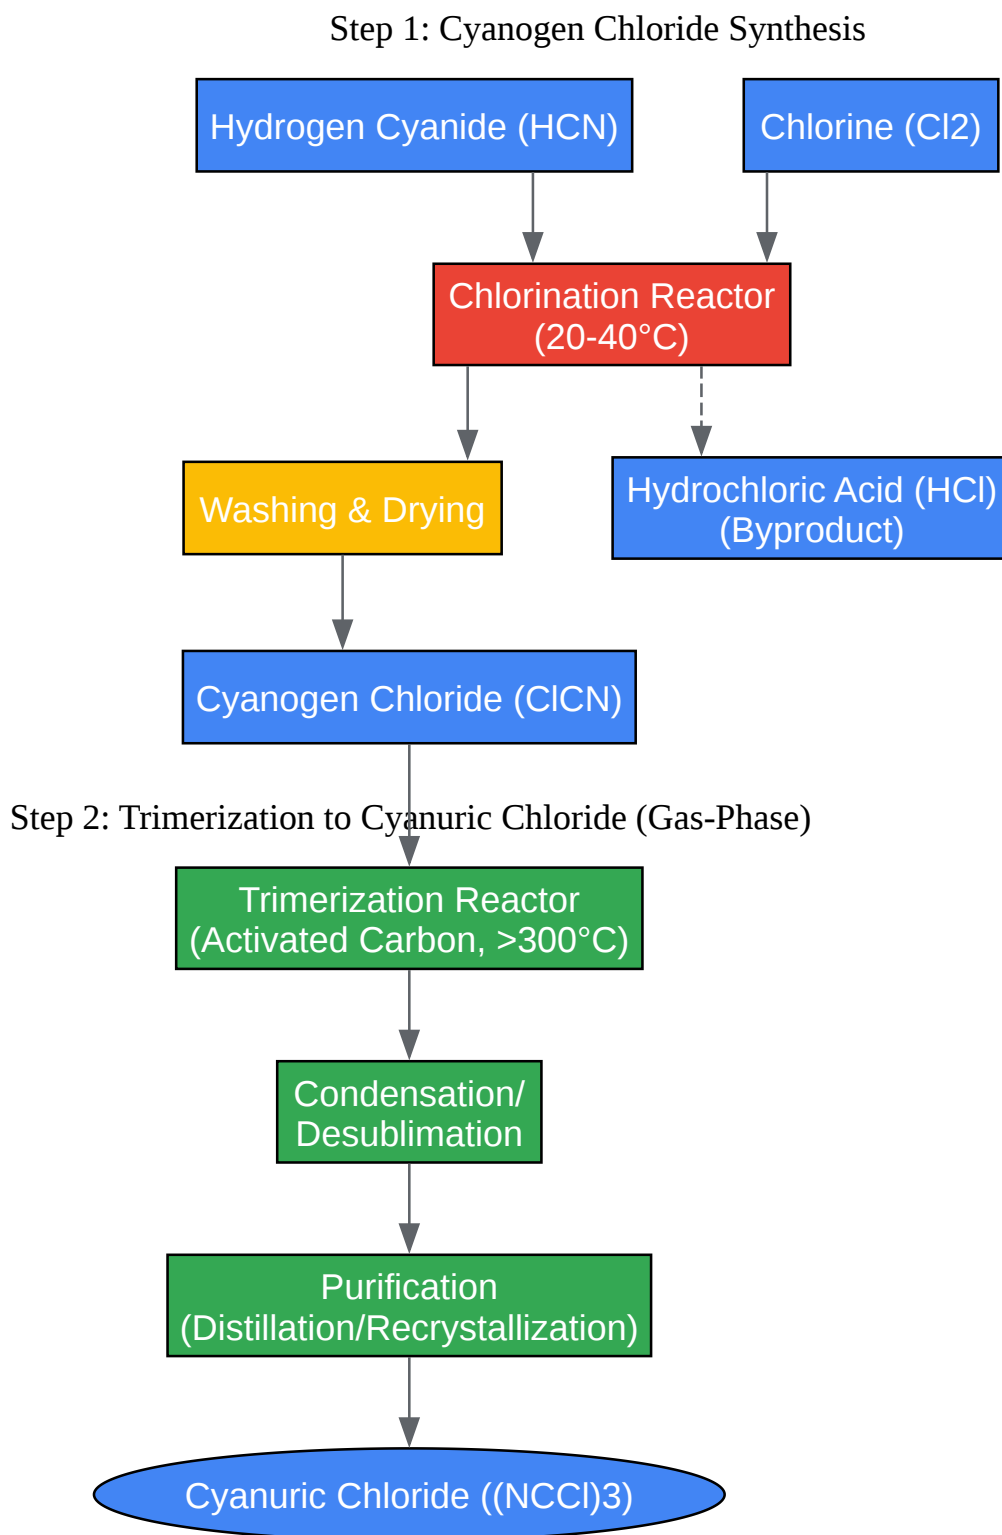 Step 1: Cyanogen Chloride Synthesis
Hydrogen Cyanide (HCN)
Chlorine (Cl2)
Chlorination Reactor
(20-40°C)
Washing & Drying
Hydrochloric Acid (HCl)
(Byproduct)
Cyanogen Chloride (ClCN)
Step 2: Trimerization to Cyanuric Chloride (Gas-Phase)
Trimerization Reactor
(Activated Carbon, >300°C)
Condensation/
Desublimation
Purification
(Distillation/Recrystallization)
Cyanuric Chloride ((NCCl)3)